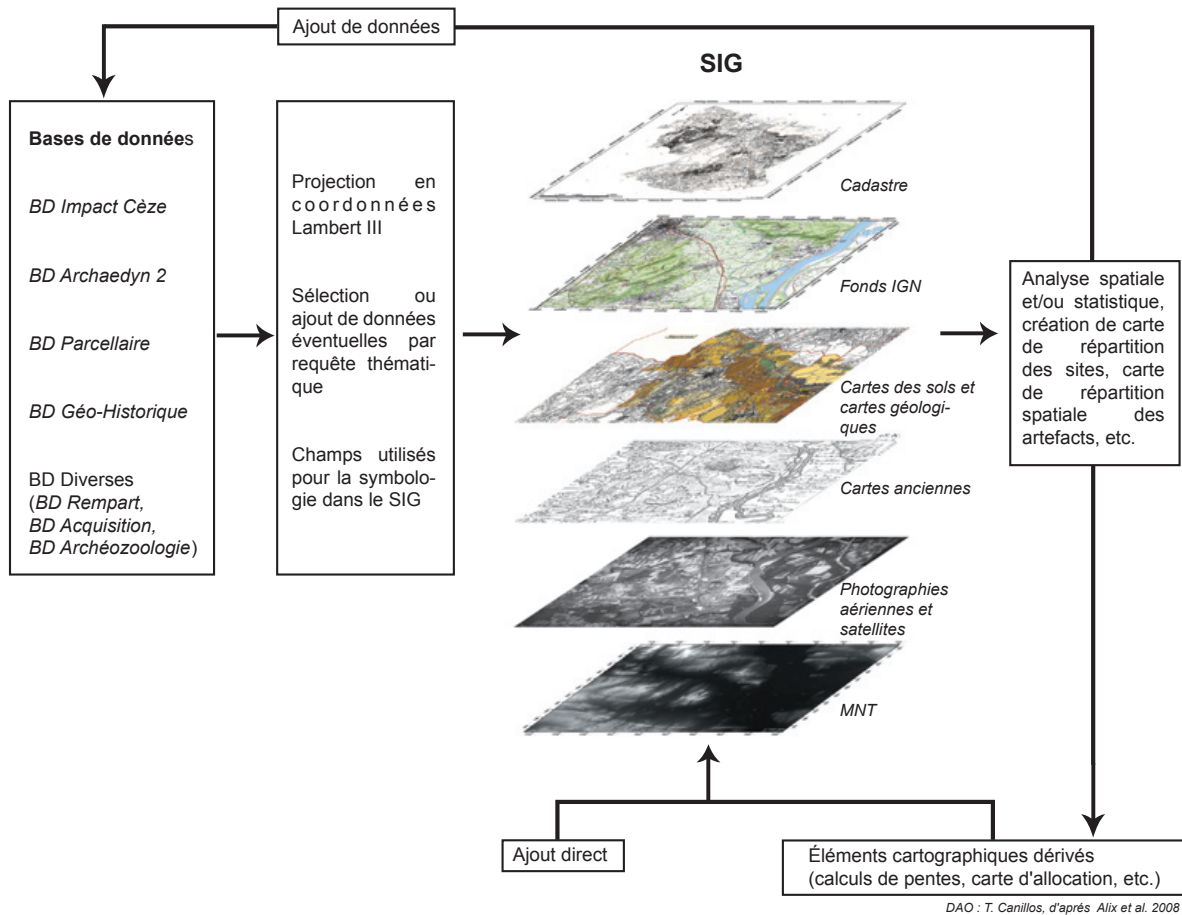 Ajout de données
SIG
Bases de données
BD Impact Cèze
BD Archaedyn 2
BD Parcellaire
BD Géo-Historique
BD Diverses
(BD Rempart,
BD Acquisition,
BD Archéozoologie)
Projection en
coordonnées
Lambert III
Sélection ou
ajout de données
éventuelles par
requête thémati-
que
Champs utilisés
pour la symbolo-
gie dans le SIG
Cadastre
Fonds IGN
Cartes des sols et
cartes géologi-
ques
Cartes anciennes
Photographies
aériennes et
satellites
MNT
Analyse spatiale
et/ou statistique,
création de carte
de répartition
des sites, carte
de répartition
spatiale des
artefacts, etc.
Ajout direct
Éléments cartographiques dérivés
(calculs de pentes, carte d'allocation, etc.)
DAO : T. Canillos, d'aprés Alix et al. 2008